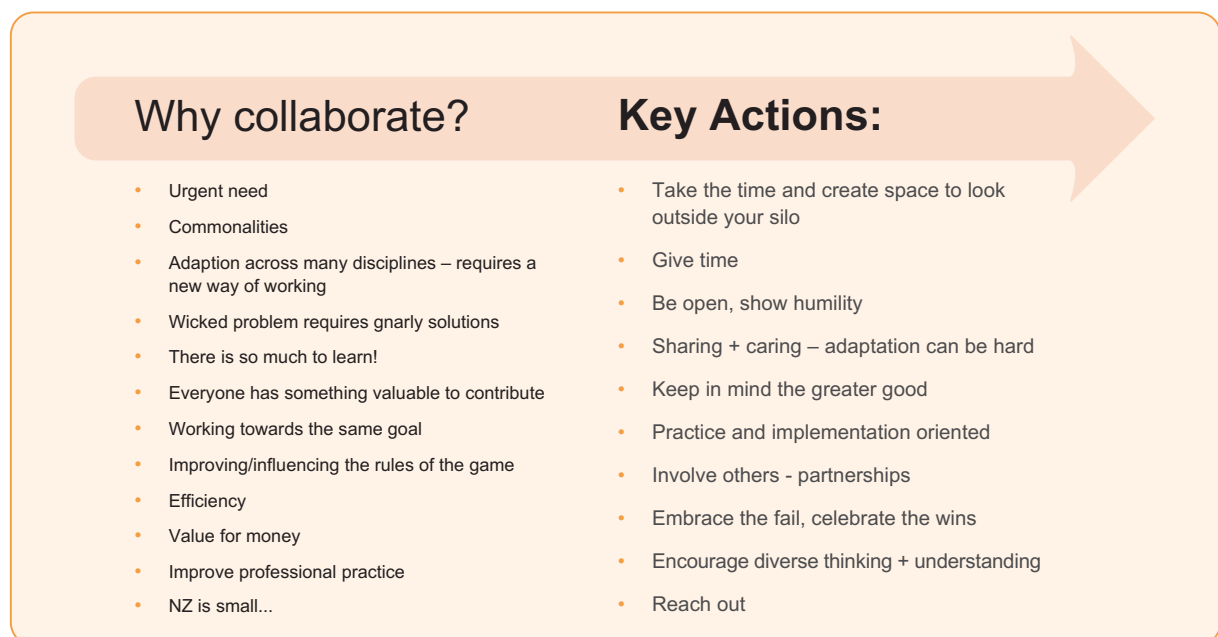 Why collaborate?
• Urgent need
• Commonalities
• Adaption across many disciplines – requires a
new way of working
• Wicked problem requires gnarly solutions
• There is so much to learn!
• Everyone has something valuable to contribute
• Working towards the same goal
• Improving/influencing the rules of the game
• Efficiency
• Value for money
• Improve professional practice
• NZ is small...
Key Actions:
• Take the time and create space to look
outside your silo
• Give time
• Be open, show humility
• Sharing + caring – adaptation can be hard
• Keep in mind the greater good
• Practice and implementation oriented
• Involve others - partnerships
• Embrace the fail, celebrate the wins
• Encourage diverse thinking + understanding
• Reach out